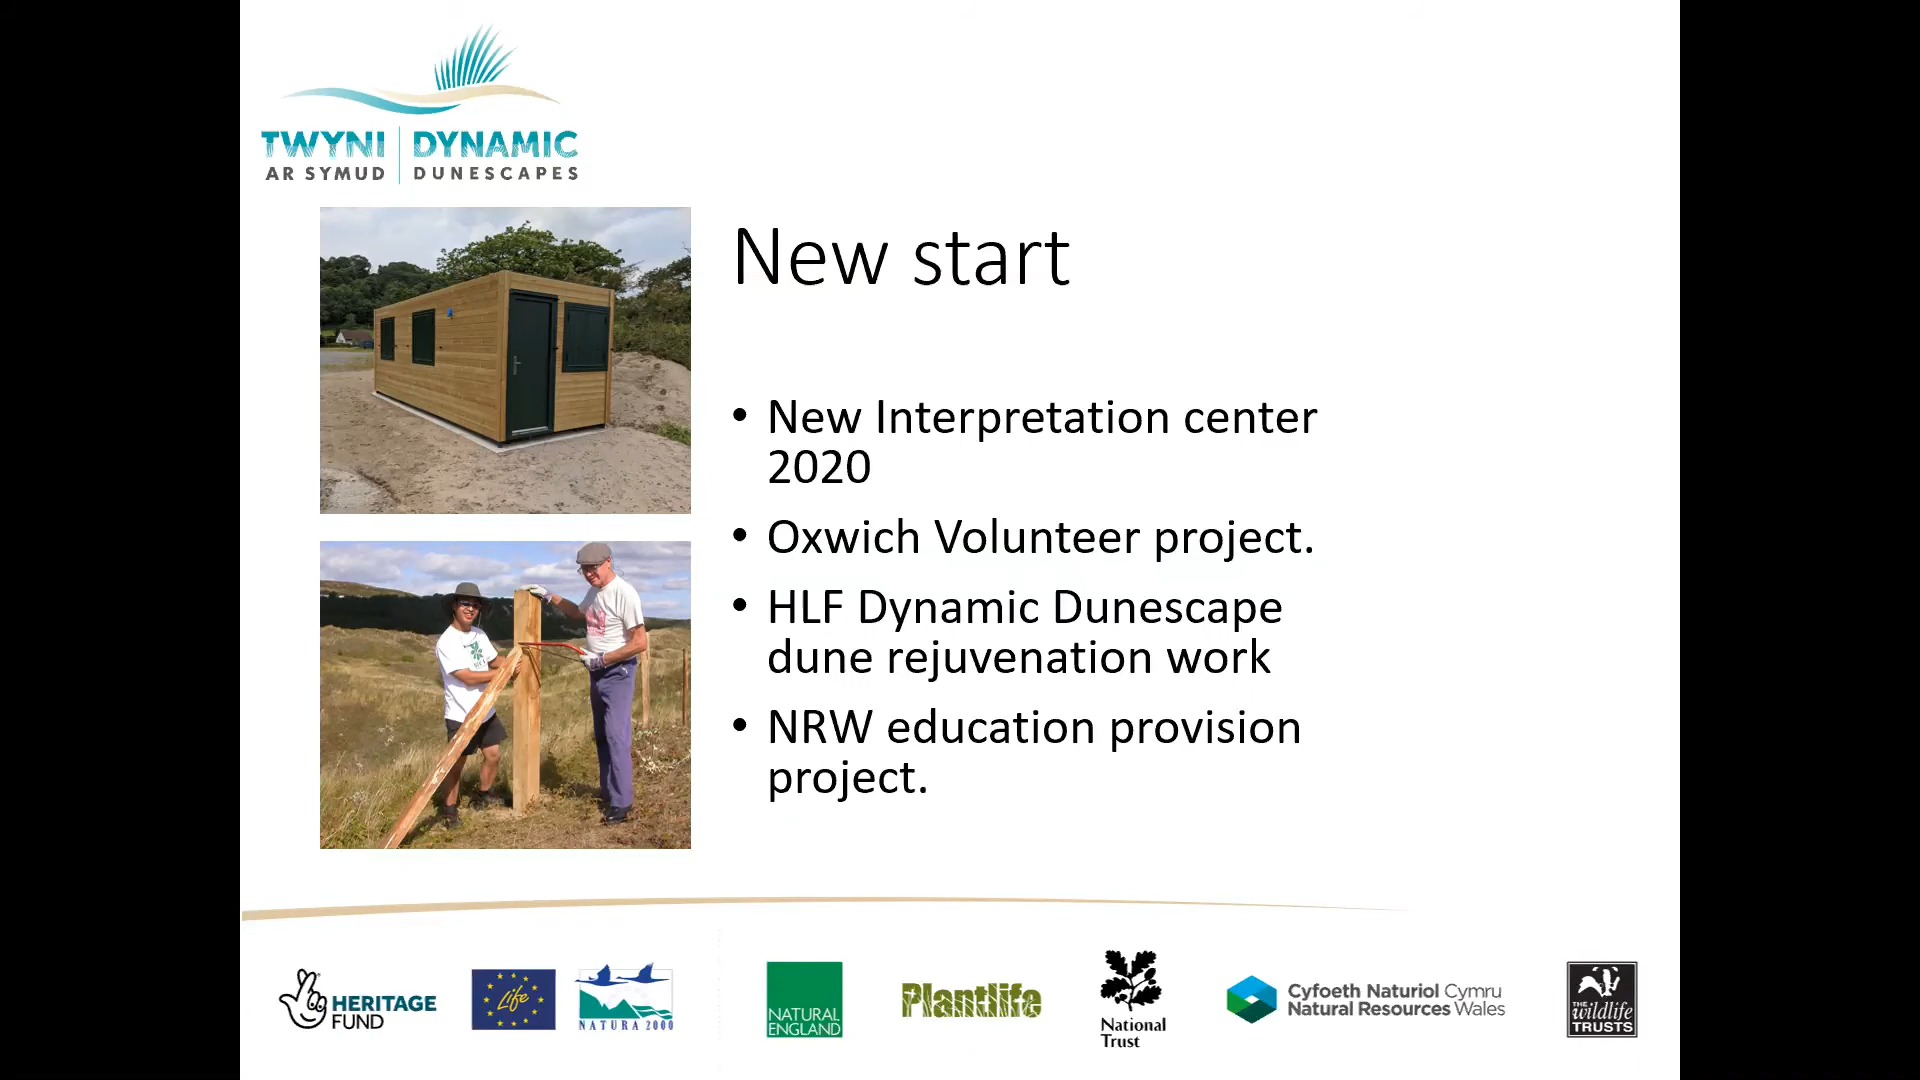 TWYNI
AR SYMUD
DYNAMIC
DUNESCAPES
New start
• New Interpretation center
2020
• Oxwich Volunteer project.
• HLF Dynamic Dunescape
dune rejuvenation work
• NRW education provision
project.
HERITAGE
FUND
Life
NATURA 2000
NATURAL
ENGLAND
Plantlife
National
Trust
Cyfoeth Naturiol Cymru
Natural Resources Wales
THE
wildlife
TRUSTS